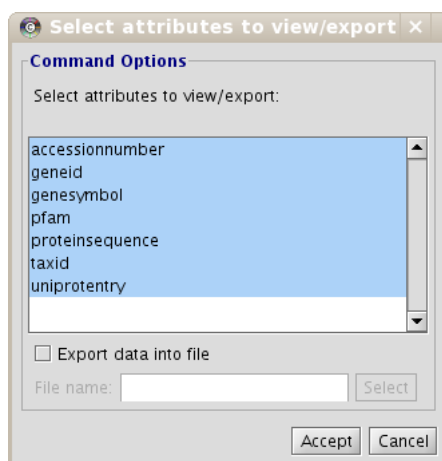 Select attributes to view/export
Command Options
Select attributes to view/export:
accessionnumber
geneid
genesymbol
pfam
proteinsequence
taxid
uniprotentry
Export data into file
File name: Select
Accept Cancel